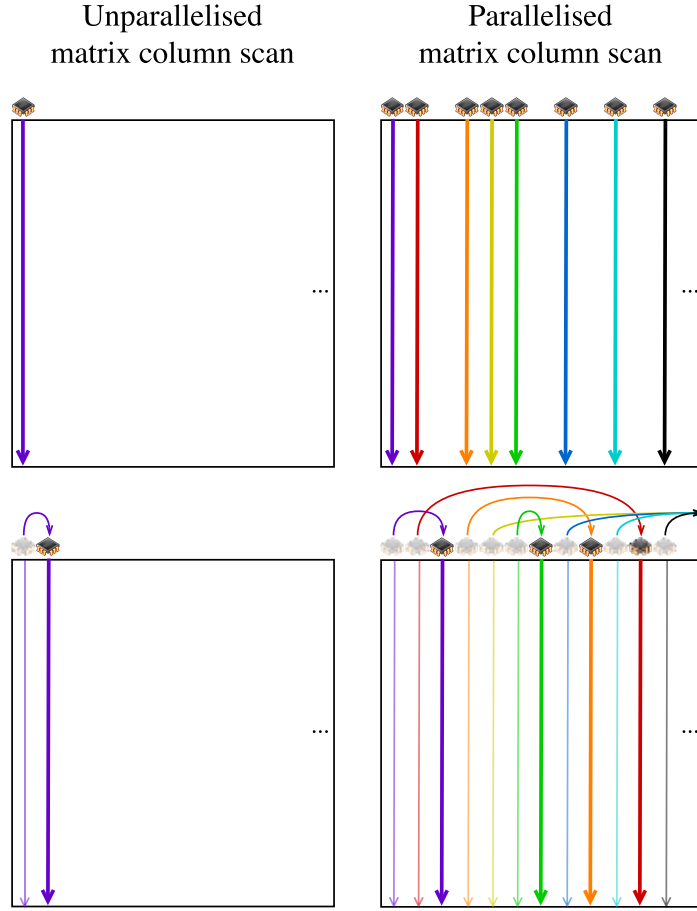 Unparallelised
matrix column scan
Parallelised
matrix column scan
...
...
...
...